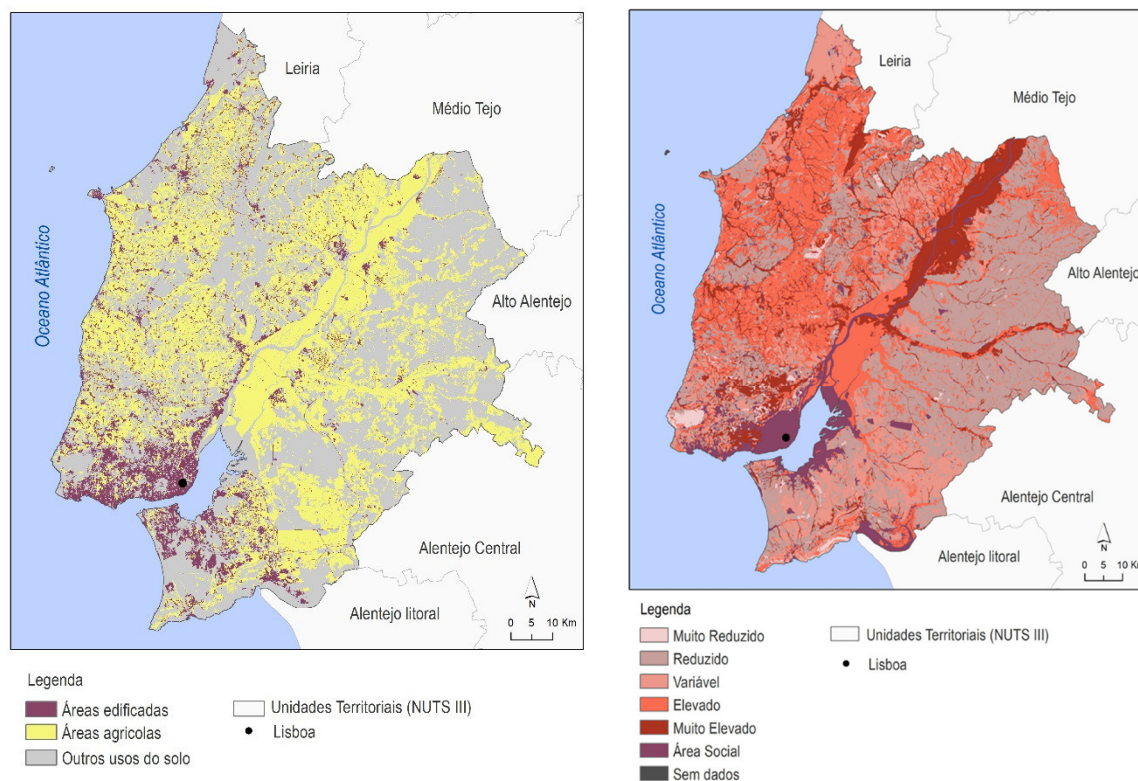 Leiria
Médio Tejo
Oceano Atlântico
Alto Alentejo
Alentejo Central
Alentejo litoral
N
0 5 10 Km
Legenda
Áreas edificadas
Áreas agrícolas
Outros usos do solo
Unidades Territoriais (NUTS III)
Lisboa
Leiria
Médio Tejo
Oceano Atlântico
Alto Alentejo
Alentejo Central
Alentejo litoral
N
0 5 10 Km
Legenda
Muito Reduzido
Reduzido
Variável
Elevado
Muito Elevado
Área Social
Sem dados
Unidades Territoriais (NUTS III)
Lisboa